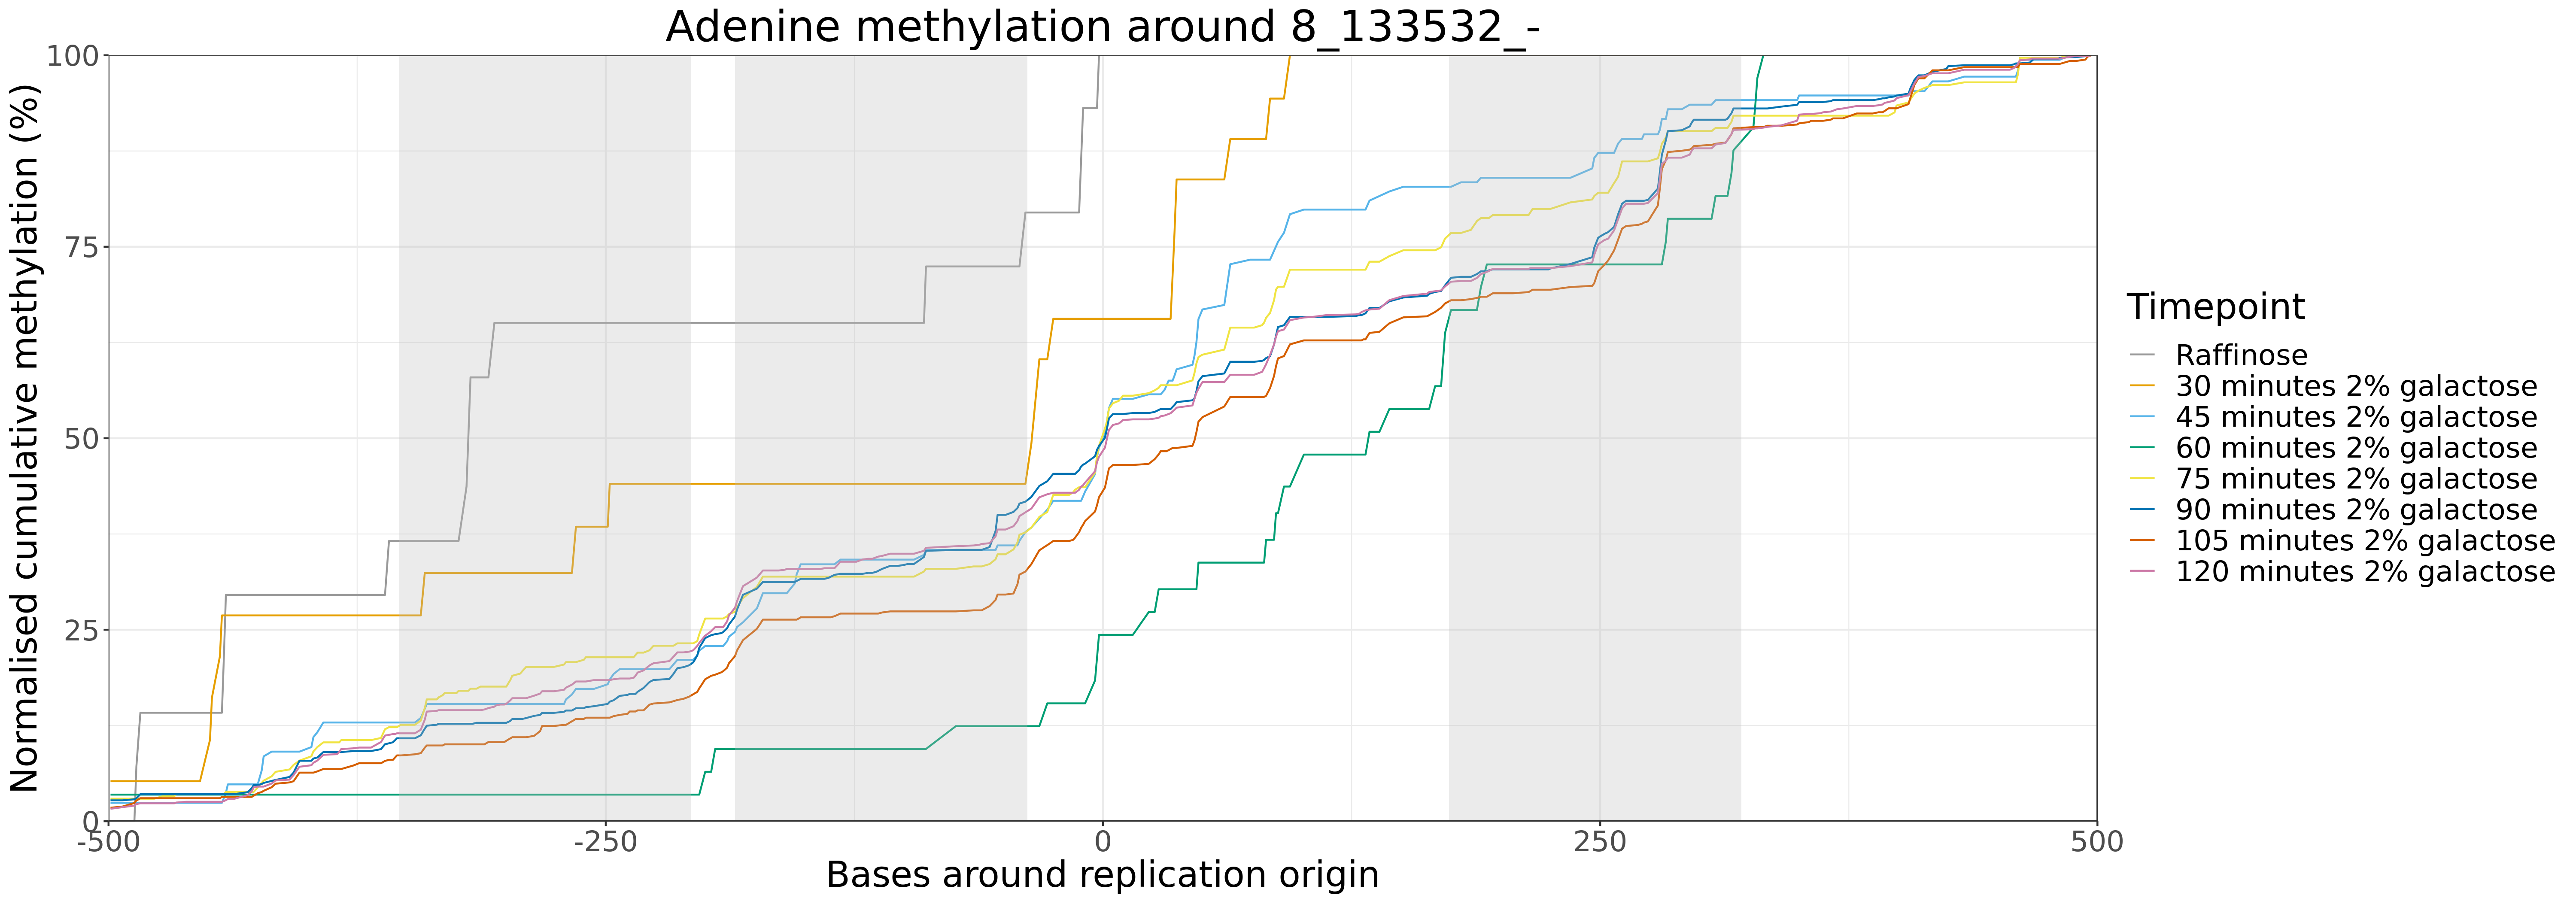 Adenine methylation around 8_133532_-
Normalised cumulative methylation (%)
100
75
50
25
0
-500
-250
0
250
500
Bases around replication origin
Timepoint
Raffinose
30 minutes 2% galactose
45 minutes 2% galactose
60 minutes 2% galactose
75 minutes 2% galactose
90 minutes 2% galactose
105 minutes 2% galactose
120 minutes 2% galactose